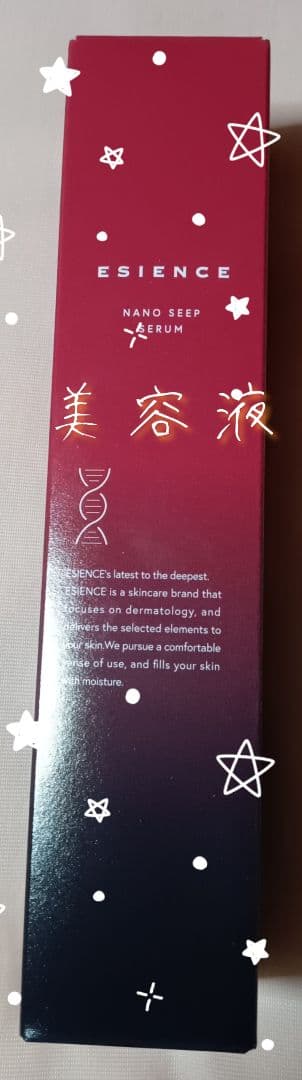 ESIENCE
NANO SEEP
SERUM
美容液
ESIENCE's latest to the deepest.
ESIENCE is a skincare brand that
focuses on dermatology, and
delivers the selected elements to
your skin.We pursue a comfortable
sense of use, and fills your skin
with moisture.